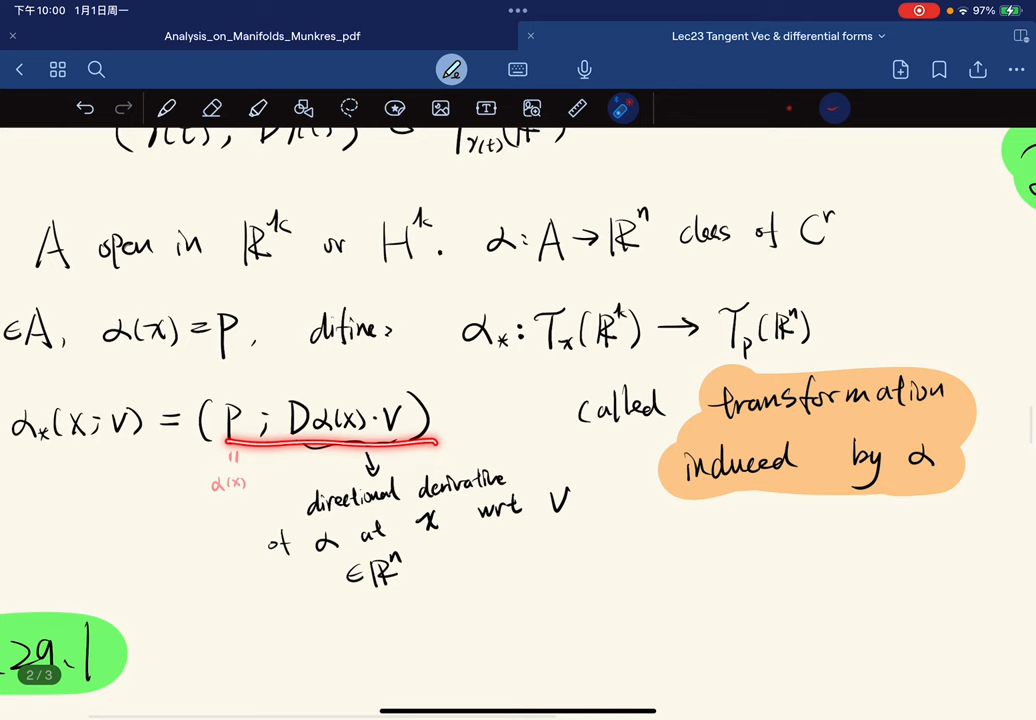 下午10:00 1月1日周一
97%
Analysis_on_Manifolds_Munkres_pdf
Lec23 Tangent Vec & differential forms
A open in ℝ^k or H^k. α: A → ℝ^n class of C^r
∈A, α(x) = P, difine: α_* : T_x(ℝ^k) → T_p(ℝ^n)
α_*(x; v) = (P; Dα(x)·v)
called transformation
induced by α
"
α(x)
directional derivative
of α at x wrt v
∈ℝ^n
29.1
2/3